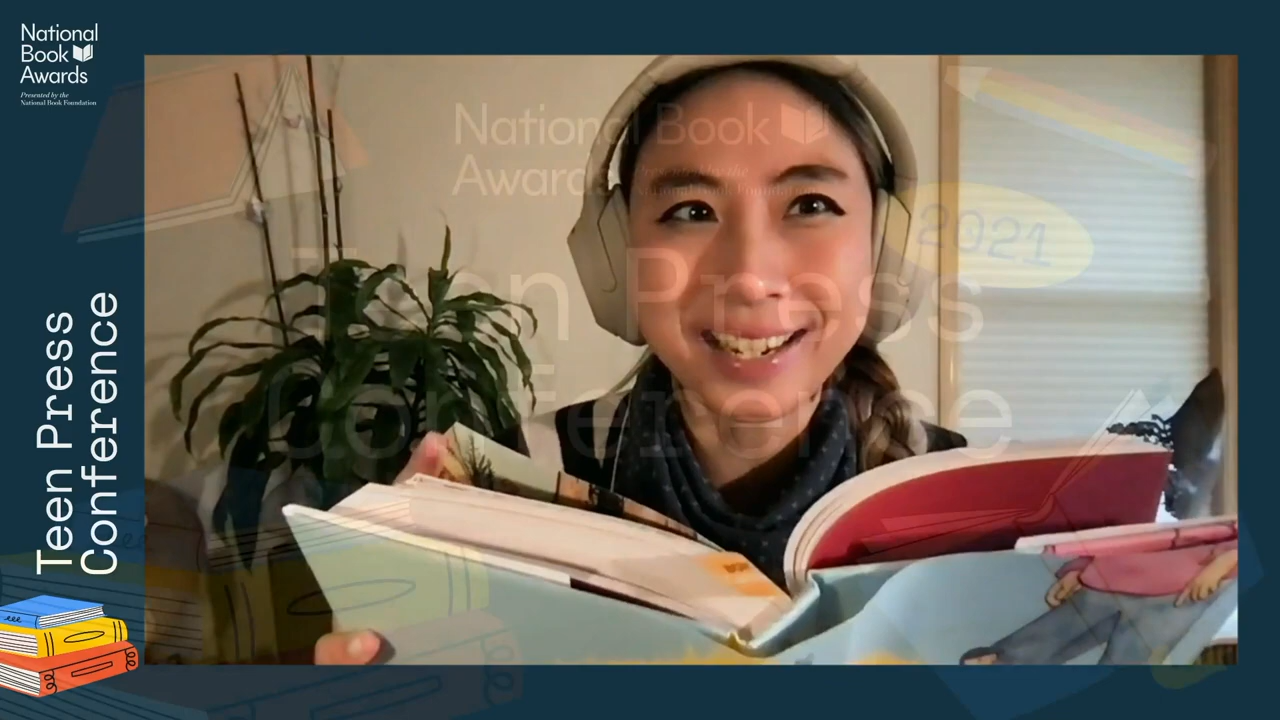 National
Book
Awards
Presented by the
National Book Foundation
Teen Press
Conference
National Book
Awards
2021
Teen Press
Conference